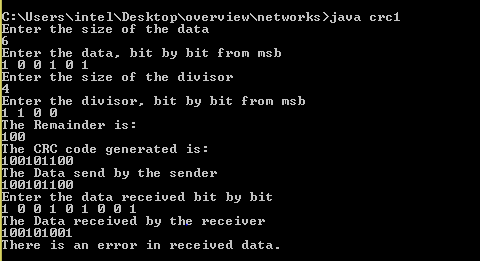 C:\Users\intel\Desktop\overview\networks>java crc1
Enter the size of the data
6
Enter the data, bit by bit from msb
1 0 0 1 0 1
Enter the size of the divisor
4
Enter the divisor, bit by bit from msb
1 1 0 0
The Remainder is:
100
The CRC code generated is:
100101100
The Data send by the sender
100101100
Enter the data received bit by bit
1 0 0 1 0 1 0 0 1
The Data received by the receiver
100101001
There is an error in received data.